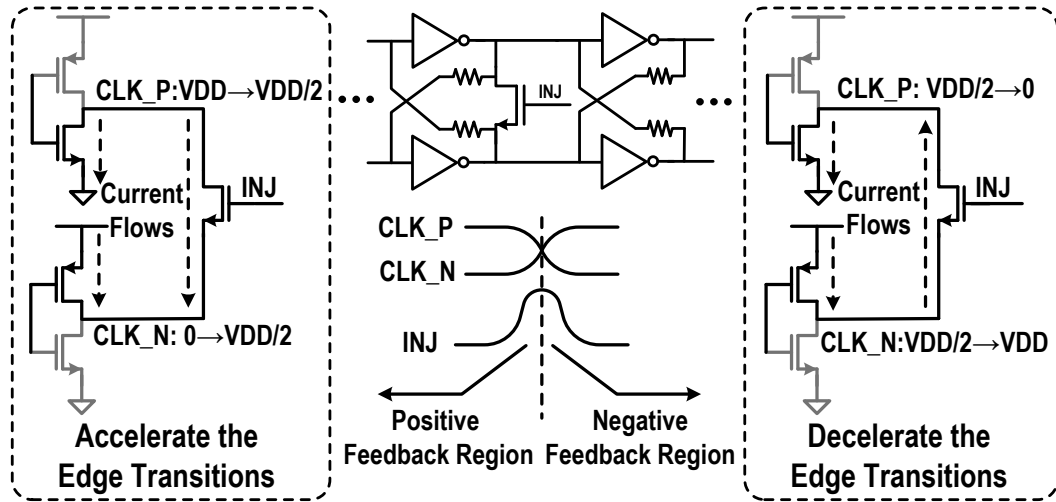 CLK_P:VDD→VDD/2
Current
Flows
INJ
CLK_N: 0→VDD/2
Accelerate the
Edge Transitions
INJ
CLK_P
CLK_N
INJ
Positive
Feedback Region
Negative
Feedback Region
CLK_P: VDD/2→0
Current
Flows
INJ
CLK_N:VDD/2→VDD
Decelerate the
Edge Transitions